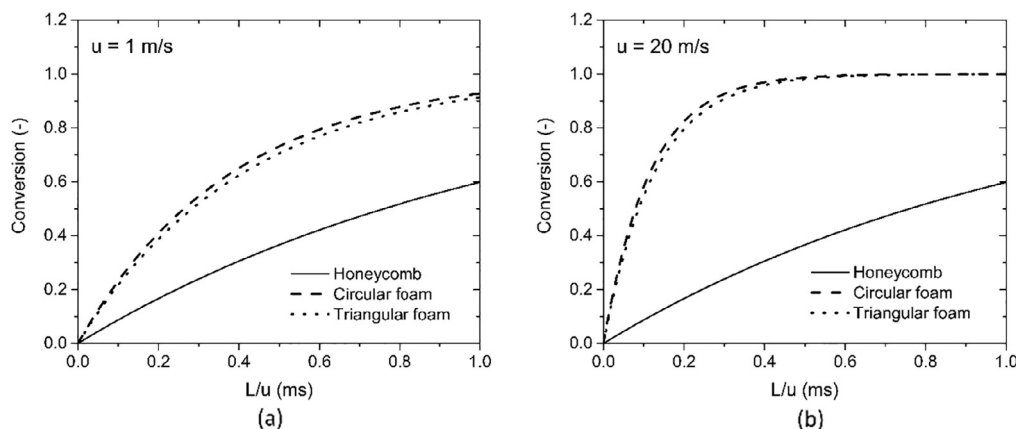 u = 1 m/s
Conversion (-)
1.2
1.0
0.8
0.6
0.4
0.2
0.0
Honeycomb
Circular foam
Triangular foam
0.0 0.2 0.4 0.6 0.8 1.0
L/u (ms)
(a)
u = 20 m/s
Conversion (-)
1.2
1.0
0.8
0.6
0.4
0.2
0.0
Honeycomb
Circular foam
Triangular foam
0.0 0.2 0.4 0.6 0.8 1.0
L/u (ms)
(b)